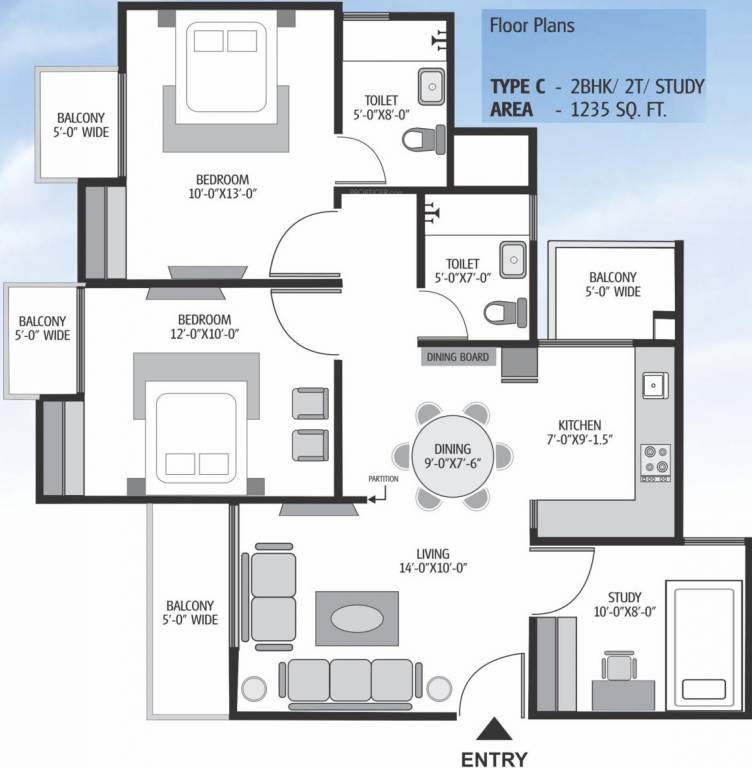 Floor Plans
TYPE C - 2BHK/ 2T/ STUDY
AREA - 1235 SQ. FT.
BALCONY
5'-0" WIDE
TOILET
5'-0"X8'-0"
BEDROOM
10'-0"X13'-0"
TOILET
5'-0"X7'-0"
BALCONY
5'-0" WIDE
BALCONY
5'-0" WIDE
BEDROOM
12'-0"X10'-0"
DINING BOARD
KITCHEN
7'-0"X9'-1.5"
DINING
9'-0"X7'-6"
PARTITION
LIVING
14'-0"X10'-0"
BALCONY
5'-0" WIDE
STUDY
10'-0"X8'-0"
ENTRY